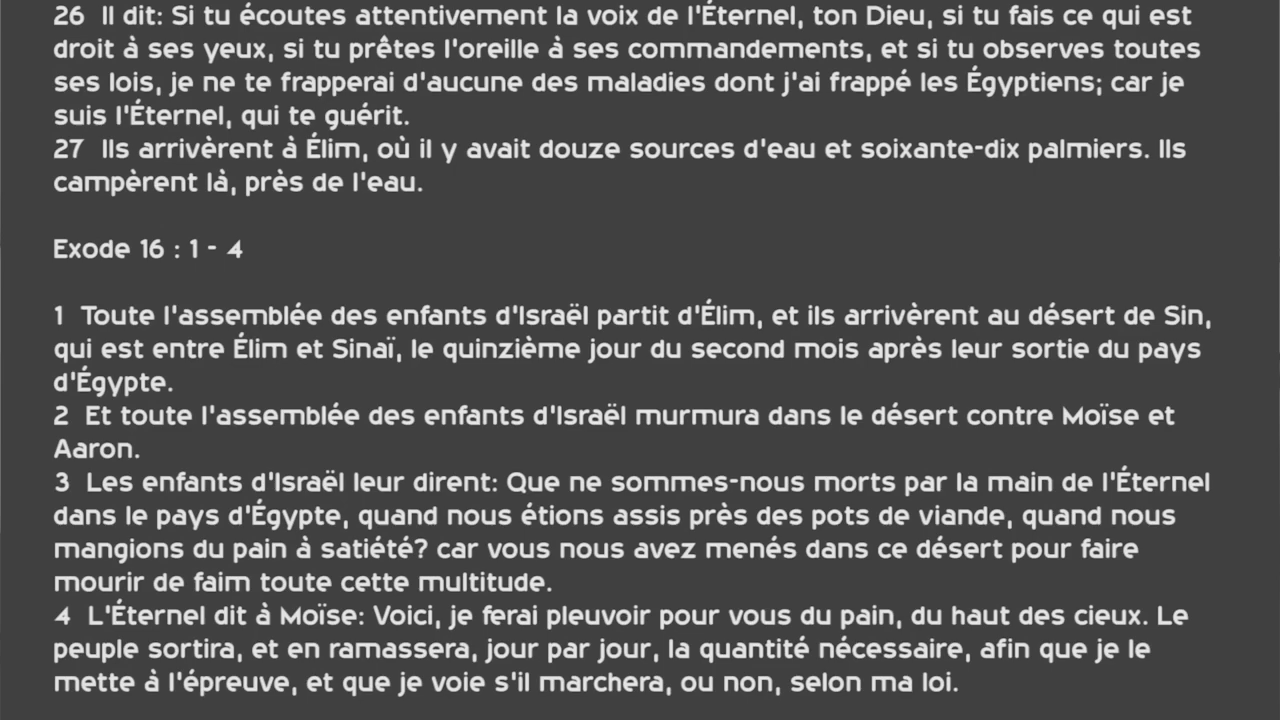 26 Il dit: Si tu écoutes attentivement la voix de l'Éternel, ton Dieu, si tu fais ce qui est
droit à ses yeux, si tu prêtes l'oreille à ses commandements, et si tu observes toutes
ses lois, je ne te frapperai d'aucune des maladies dont j'ai frappé les Égyptiens; car je
suis l'Éternel, qui te guérit.
27 Ils arrivèrent à Élim, où il y avait douze sources d'eau et soixante-dix palmiers. Ils
campèrent là, près de l'eau.
Exode 16 : 1 - 4
1 Toute l'assemblée des enfants d'Israël partit d'Élim, et ils arrivèrent au désert de Sin,
qui est entre Élim et Sinaï, le quinzième jour du second mois après leur sortie du pays
d'Égypte.
2 Et toute l'assemblée des enfants d'Israël murmura dans le désert contre Moïse et
Aaron.
3 Les enfants d'Israël leur dirent: Que ne sommes-nous morts par la main de l'Éternel
dans le pays d'Égypte, quand nous étions assis près des pots de viande, quand nous
mangions du pain à satiété? car vous nous avez menés dans ce désert pour faire
mourir de faim toute cette multitude.
4 L'Éternel dit à Moïse: Voici, je ferai pleuvoir pour vous du pain, du haut des cieux. Le
peuple sortira, et en ramassera, jour par jour, la quantité nécessaire, afin que je le
mette à l'épreuve, et que je voie s'il marchera, ou non, selon ma loi.